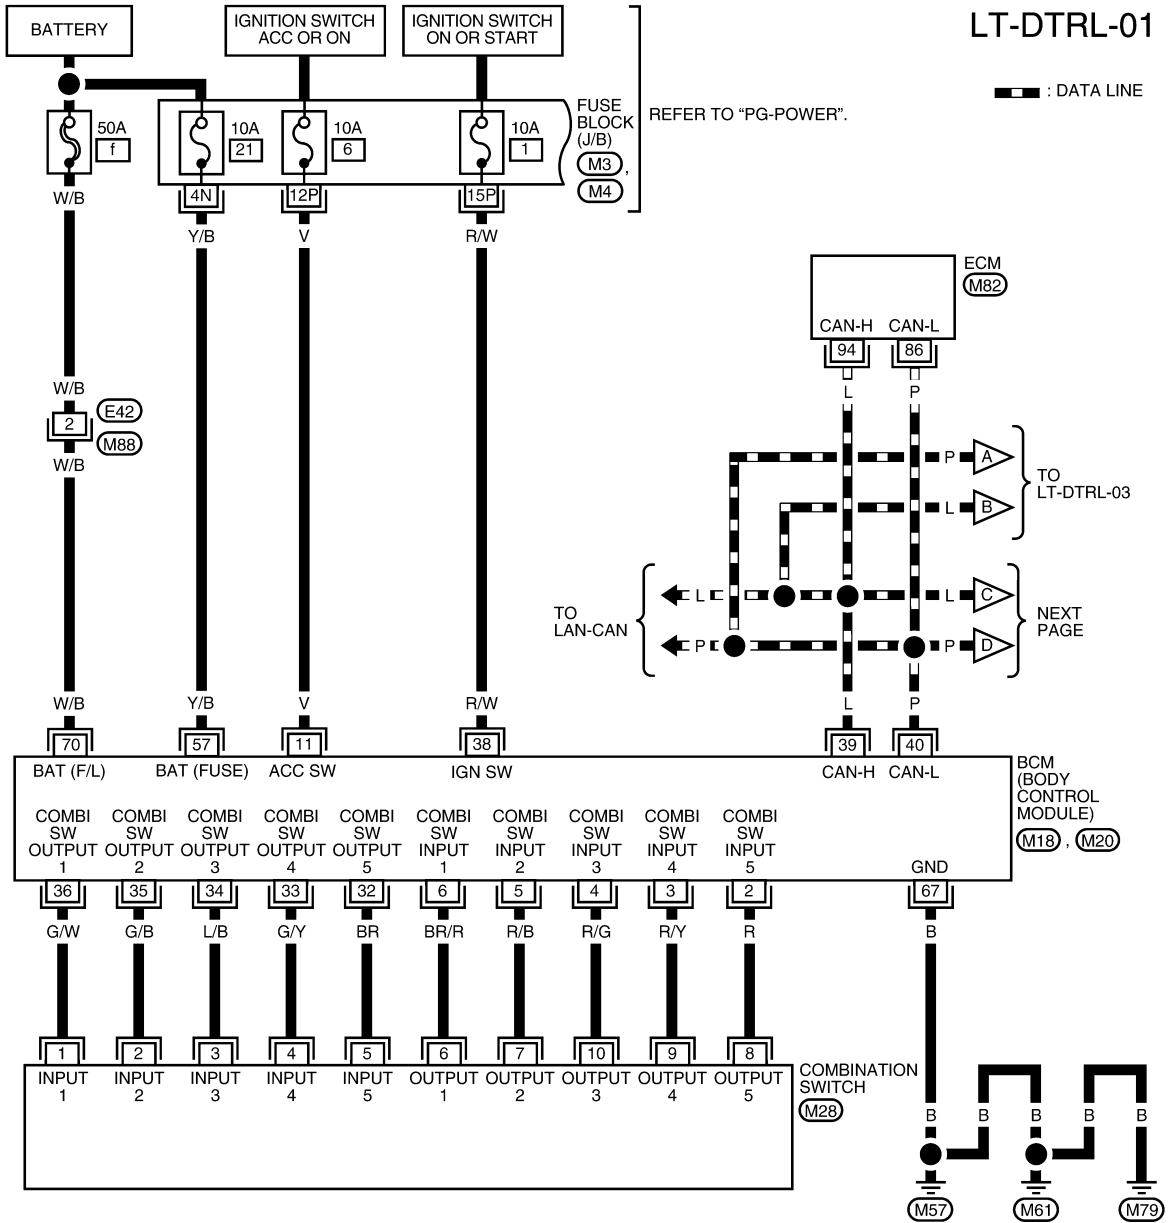 LT-DTRL-01
: DATA LINE
BATTERY
IGNITION SWITCH
ACC OR ON
IGNITION SWITCH
ON OR START
50A
f
10A
21
10A
6
10A
1
FUSE
BLOCK
(J/B)
M3 ,
M4
REFER TO “PG-POWER”.
4N
12P
15P
W/B
Y/B
V
R/W
ECM
M82
CAN-H
CAN-L
94
86
L
P
W/B
2
E42
M88
W/B
P
A
L
B
TO
LT-DTRL-03
TO
LAN-CAN
L
L
C
P
P
D
NEXT
PAGE
W/B
Y/B
V
R/W
L
P
70
57
11
38
39
40
BAT (F/L)
BAT (FUSE)
ACC SW
IGN SW
CAN-H
CAN-L
BCM
(BODY
CONTROL
MODULE)
M18 , M20
COMBI
SW
OUTPUT
1
COMBI
SW
OUTPUT
2
COMBI
SW
OUTPUT
3
COMBI
SW
OUTPUT
4
COMBI
SW
OUTPUT
5
COMBI
SW
INPUT
1
COMBI
SW
INPUT
2
COMBI
SW
INPUT
3
COMBI
SW
INPUT
4
COMBI
SW
INPUT
5
GND
36
35
34
33
32
6
5
4
3
2
67
G/W
G/B
L/B
G/Y
BR
BR/R
R/B
R/G
R/Y
R
B
1
2
3
4
5
6
7
10
9
8
INPUT
1
INPUT
2
INPUT
3
INPUT
4
INPUT
5
OUTPUT
1
OUTPUT
2
OUTPUT
3
OUTPUT
4
OUTPUT
5
COMBINATION
SWITCH
M28
B
B
B
B
B
M57
M61
M79